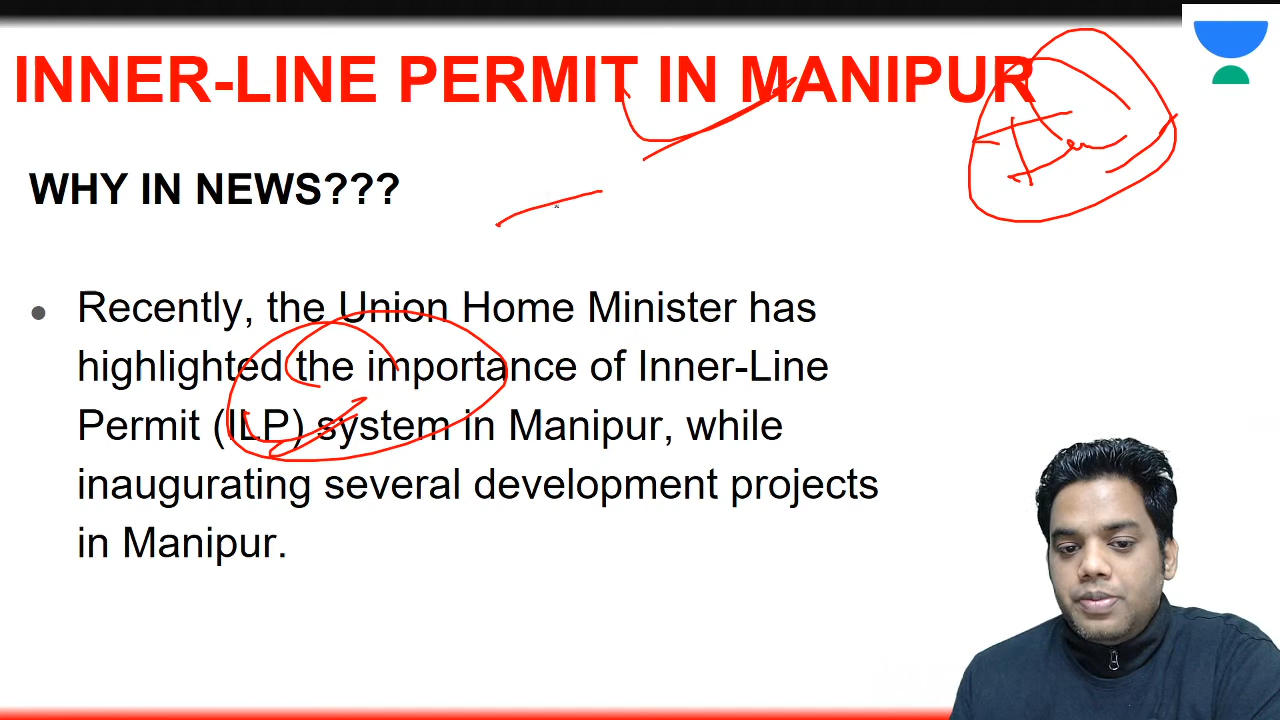 INNER-LINE PERMIT IN MANIPUR
WHY IN NEWS???
Recently, the Union Home Minister has
highlighted the importance of Inner-Line
Permit (ILP) system in Manipur, while
inaugurating several development projects
in Manipur.